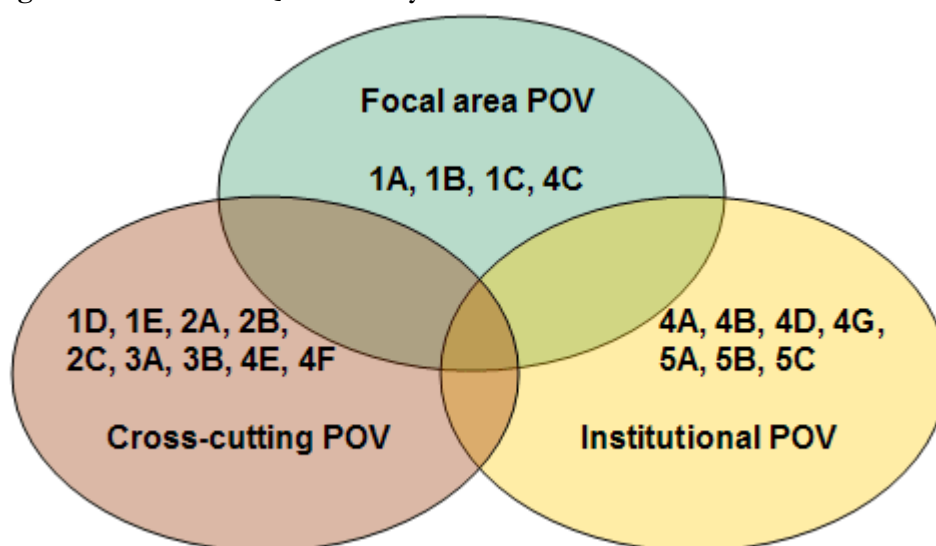 Focal area POV
1A, 1B, 1C, 4C
1D, 1E, 2A, 2B,
2C, 3A, 3B, 4E, 4F
Cross-cutting POV
4A, 4B, 4D, 4G,
5A, 5B, 5C
Institutional POV